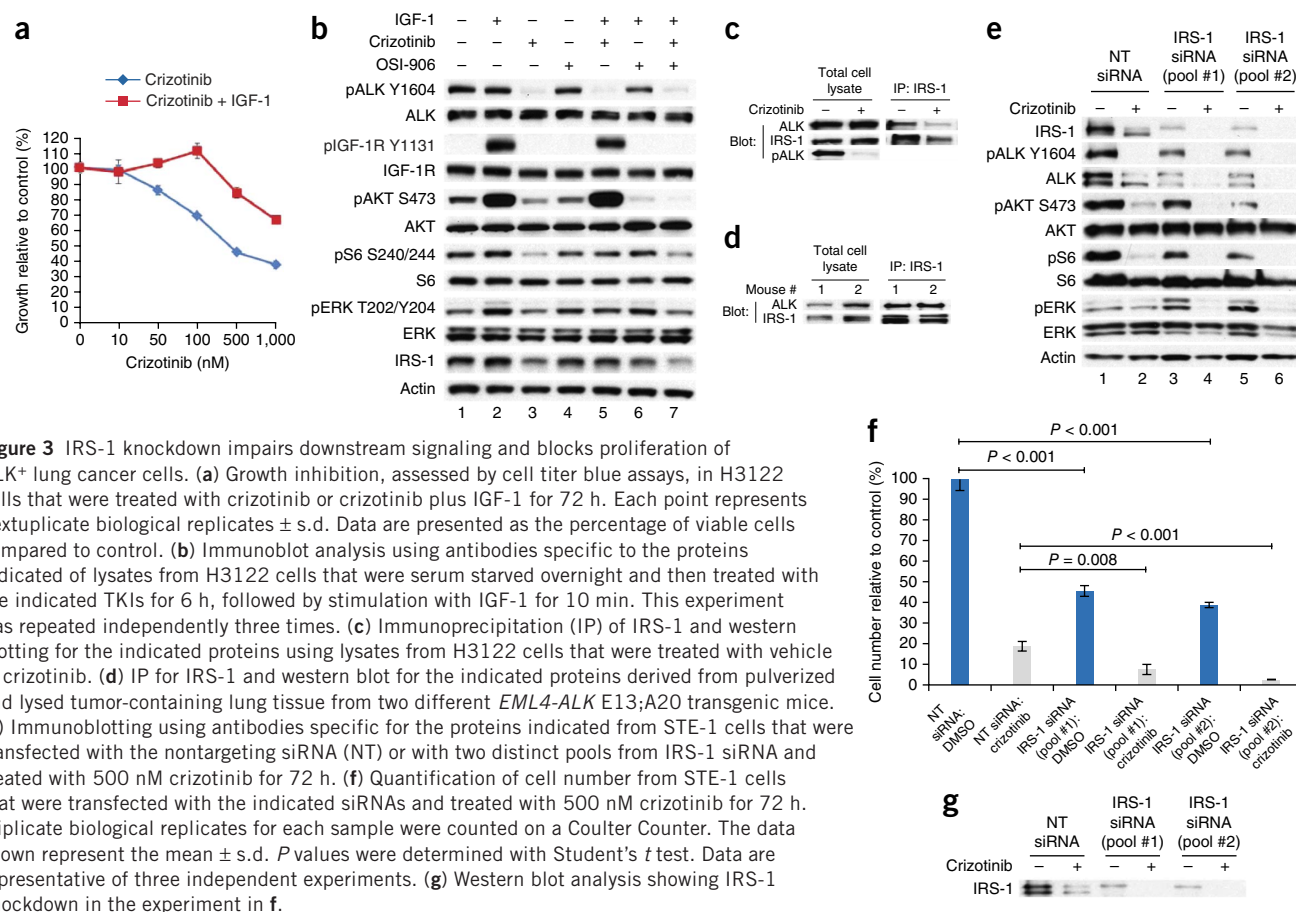 a
Crizotinib
Crizotinib + IGF-1
Growth relative to control (%)
120
110
100
90
80
70
60
50
40
30
20
10
0
0 10 50 100 500 1,000
Crizotinib (nM)
b
IGF-1 – + – – + + +
Crizotinib – – + – + – +
OSI-906 – – – + – + +
pALK Y1604
ALK
pIGF-1R Y1131
IGF-1R
pAKT S473
AKT
pS6 S240/244
S6
pERK T202/Y204
ERK
IRS-1
Actin
1 2 3 4 5 6 7
c
Total cell
lysate
IP: IRS-1
Crizotinib – + – +
Blot:
ALK
IRS-1
pALK
d
Total cell
lysate
IP: IRS-1
Mouse # 1 2 1 2
Blot:
ALK
IRS-1
e
NT
siRNA
IRS-1
siRNA
(pool #1)
IRS-1
siRNA
(pool #2)
Crizotinib – + – + – +
IRS-1
pALK Y1604
ALK
pAKT S473
AKT
pS6
S6
pERK
ERK
Actin
1 2 3 4 5 6
gure 3 IRS-1 knockdown impairs downstream signaling and blocks proliferation of
LK+ lung cancer cells. (a) Growth inhibition, assessed by cell titer blue assays, in H3122
ells that were treated with crizotinib or crizotinib plus IGF-1 for 72 h. Each point represents
extuplicate biological replicates ± s.d. Data are presented as the percentage of viable cells
ompared to control. (b) Immunoblot analysis using antibodies specific to the proteins
dicated of lysates from H3122 cells that were serum starved overnight and then treated with
e indicated TKIs for 6 h, followed by stimulation with IGF-1 for 10 min. This experiment
as repeated independently three times. (c) Immunoprecipitation (IP) of IRS-1 and western
otting for the indicated proteins using lysates from H3122 cells that were treated with vehicle
crizotinib. (d) IP for IRS-1 and western blot for the indicated proteins derived from pulverized
d lysed tumor-containing lung tissue from two different EML4-ALK E13;A20 transgenic mice.
) Immunoblotting using antibodies specific for the proteins indicated from STE-1 cells that were
ansfected with the nontargeting siRNA (NT) or with two distinct pools from IRS-1 siRNA and
eated with 500 nM crizotinib for 72 h. (f) Quantification of cell number from STE-1 cells
at were transfected with the indicated siRNAs and treated with 500 nM crizotinib for 72 h.
iplicate biological replicates for each sample were counted on a Coulter Counter. The data
own represent the mean ± s.d. P values were determined with Student's t test. Data are
presentative of three independent experiments. (g) Western blot analysis showing IRS-1
ockdown in the experiment in f.
f
P < 0.001
P < 0.001
P < 0.001
P = 0.008
Cell number relative to control (%)
100
90
80
70
60
50
40
30
20
10
0
NT
siRNA:
DMSO
NT siRNA:
crizotinib
IRS-1 siRNA
(pool #1):
DMSO
IRS-1 siRNA
(pool #1):
crizotinib
IRS-1 siRNA
(pool #2):
DMSO
IRS-1 siRNA
(pool #2):
crizotinib
g
NT
siRNA
IRS-1
siRNA
(pool #1)
IRS-1
siRNA
(pool #2)
Crizotinib – + – + – +
IRS-1